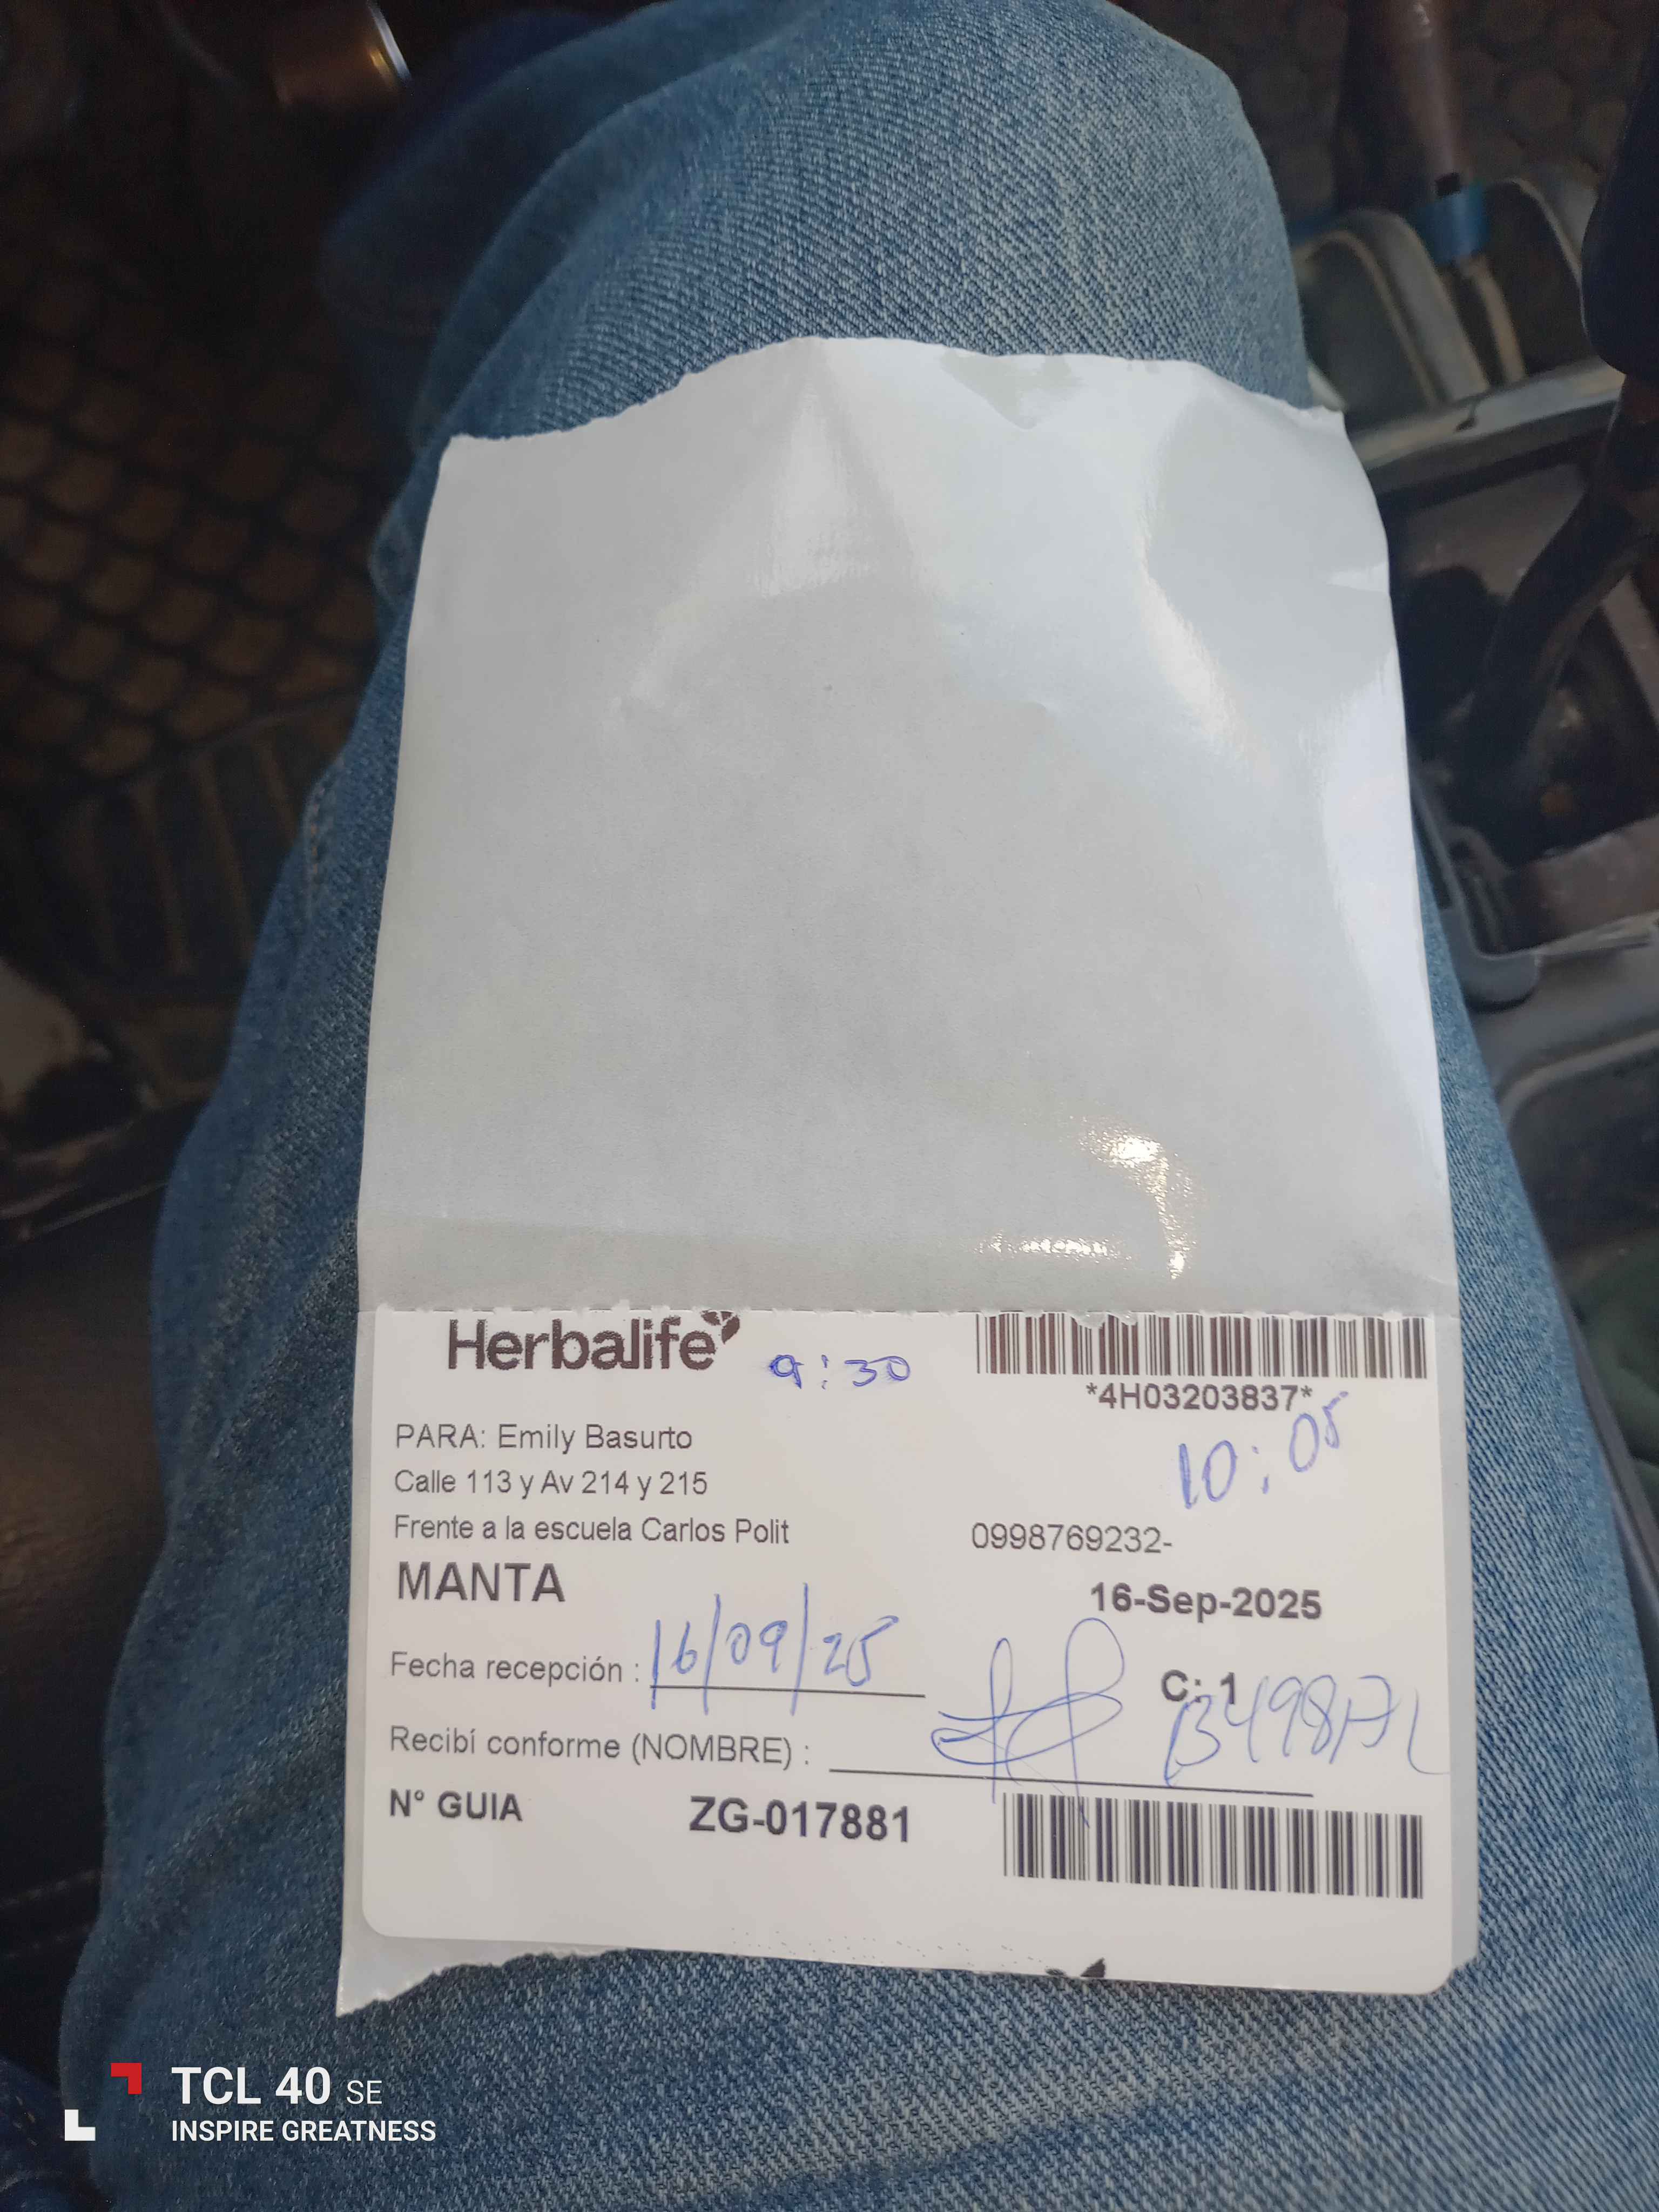 Herbalife
9:30
*4H03203837*
10:05
PARA: Emily Basurto
Calle 113 y Av 214 y 215
Frente a la escuela Carlos Polit
0998769232-
MANTA
16-Sep-2025
Fecha recepción : 16/09/25
C: 1
Recibí conforme (NOMBRE) :
N° GUIA ZG-017881
TCL 40 SE
INSPIRE GREATNESS